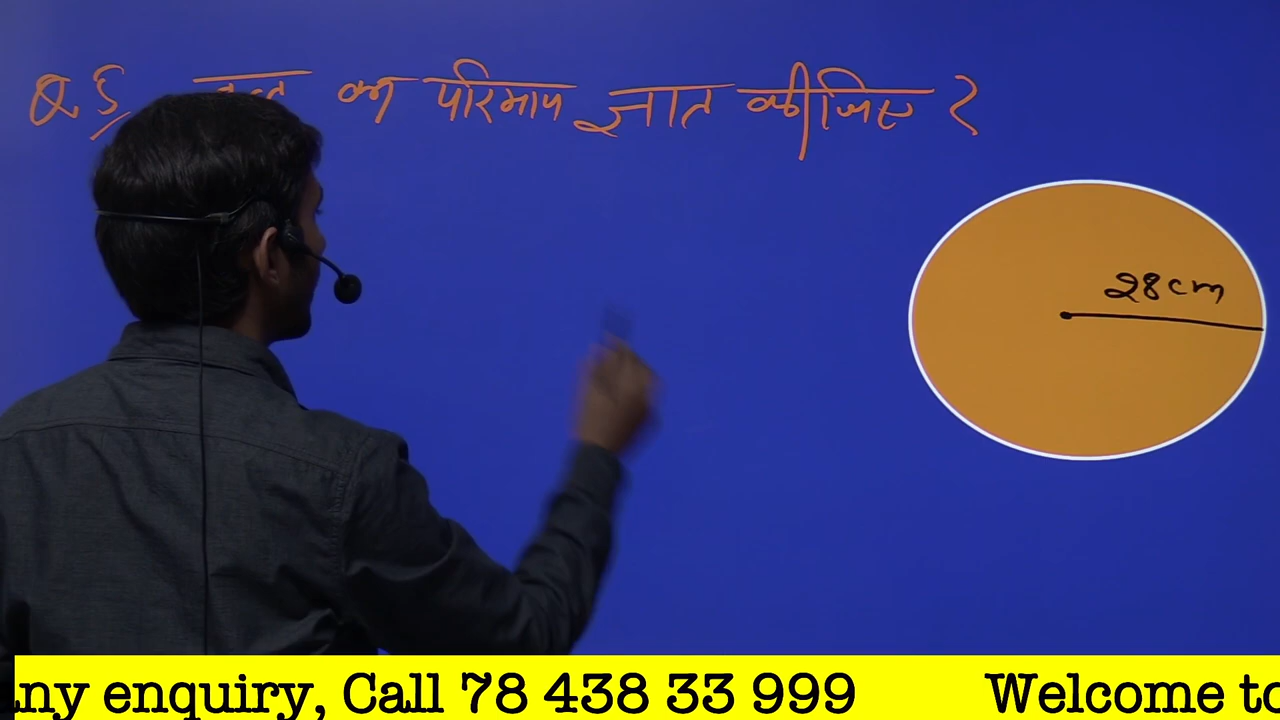 Q.5, का परिमाप ज्ञात कीजिए ?
28cm
ny enquiry, Call 78 438 33 999 Welcome to